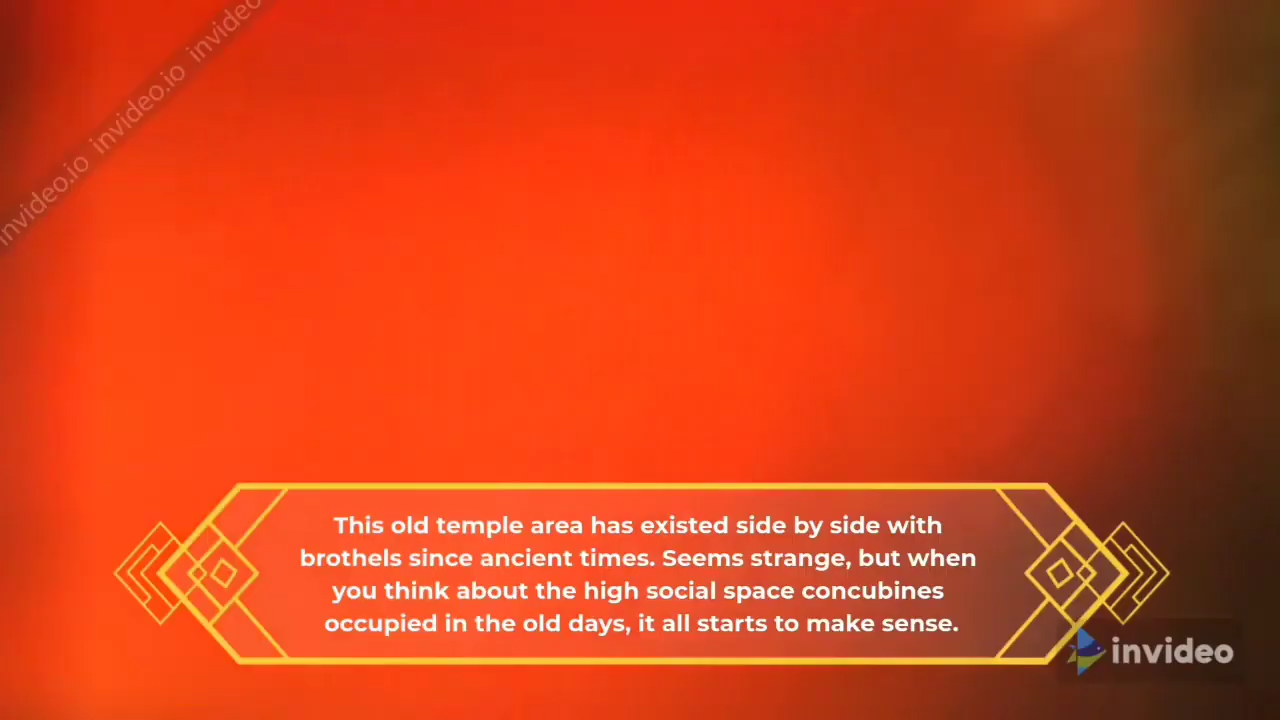 invideo.io invideo.io invideo
This old temple area has existed side by side with
brothels since ancient times. Seems strange, but when
you think about the high social space concubines
occupied in the old days, it all starts to make sense.
invideo